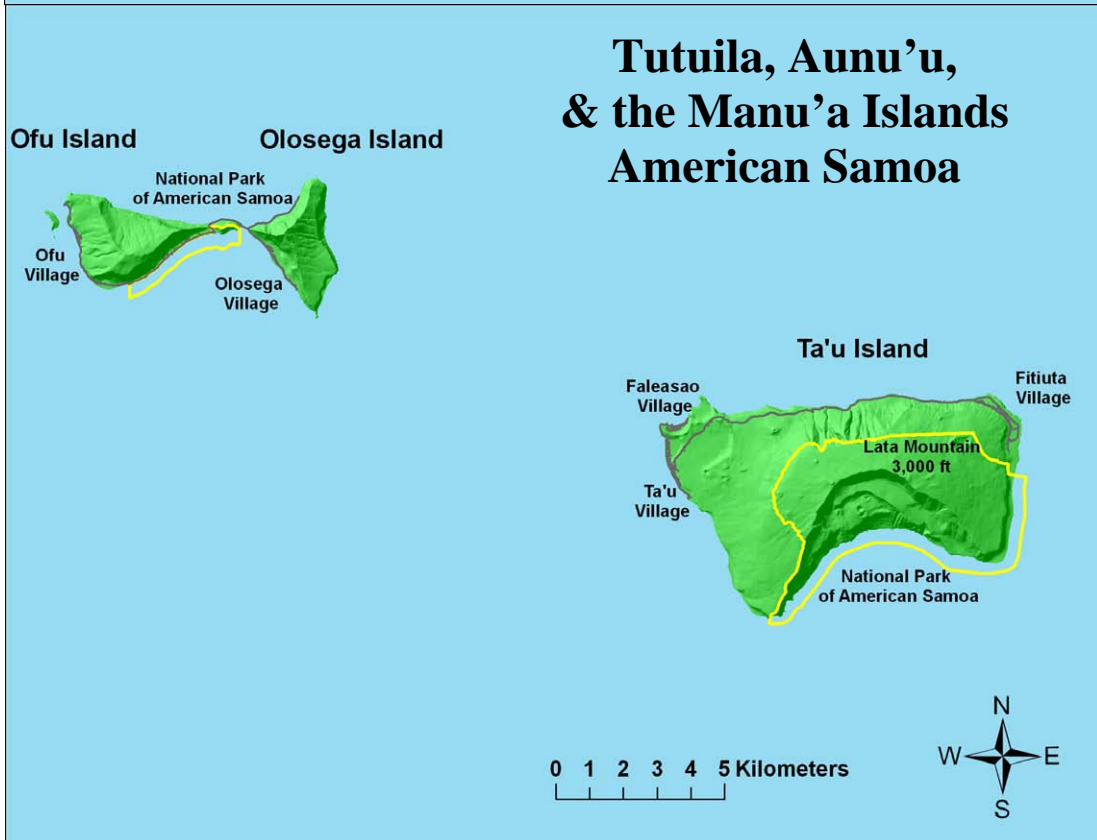 Tutuila, Aunu’u,
& the Manu’a Islands
American Samoa
Ofu Island
Olosega Island
National Park
of American Samoa
Ofu
Village
Olosega
Village
Ta'u Island
Faleasao
Village
Fitiuta
Village
Lata Mountain
3,000 ft
Ta'u
Village
National Park
of American Samoa
N
W E
S
0 1 2 3 4 5 Kilometers